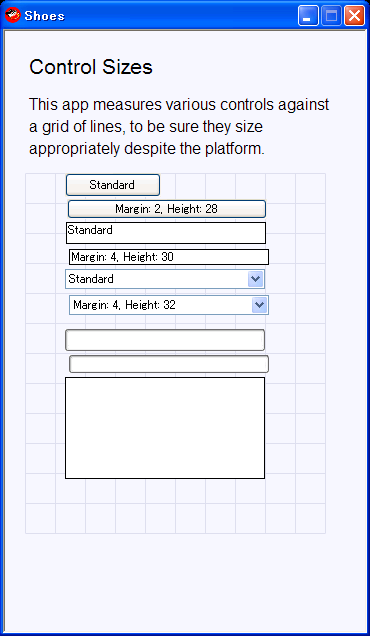 Shoes
Control Sizes
This app measures various controls against
a grid of lines, to be sure they size
appropriately despite the platform.
Standard
Margin: 2, Height: 28
Standard
Margin: 4, Height: 30
Standard
Margin: 4, Height: 32